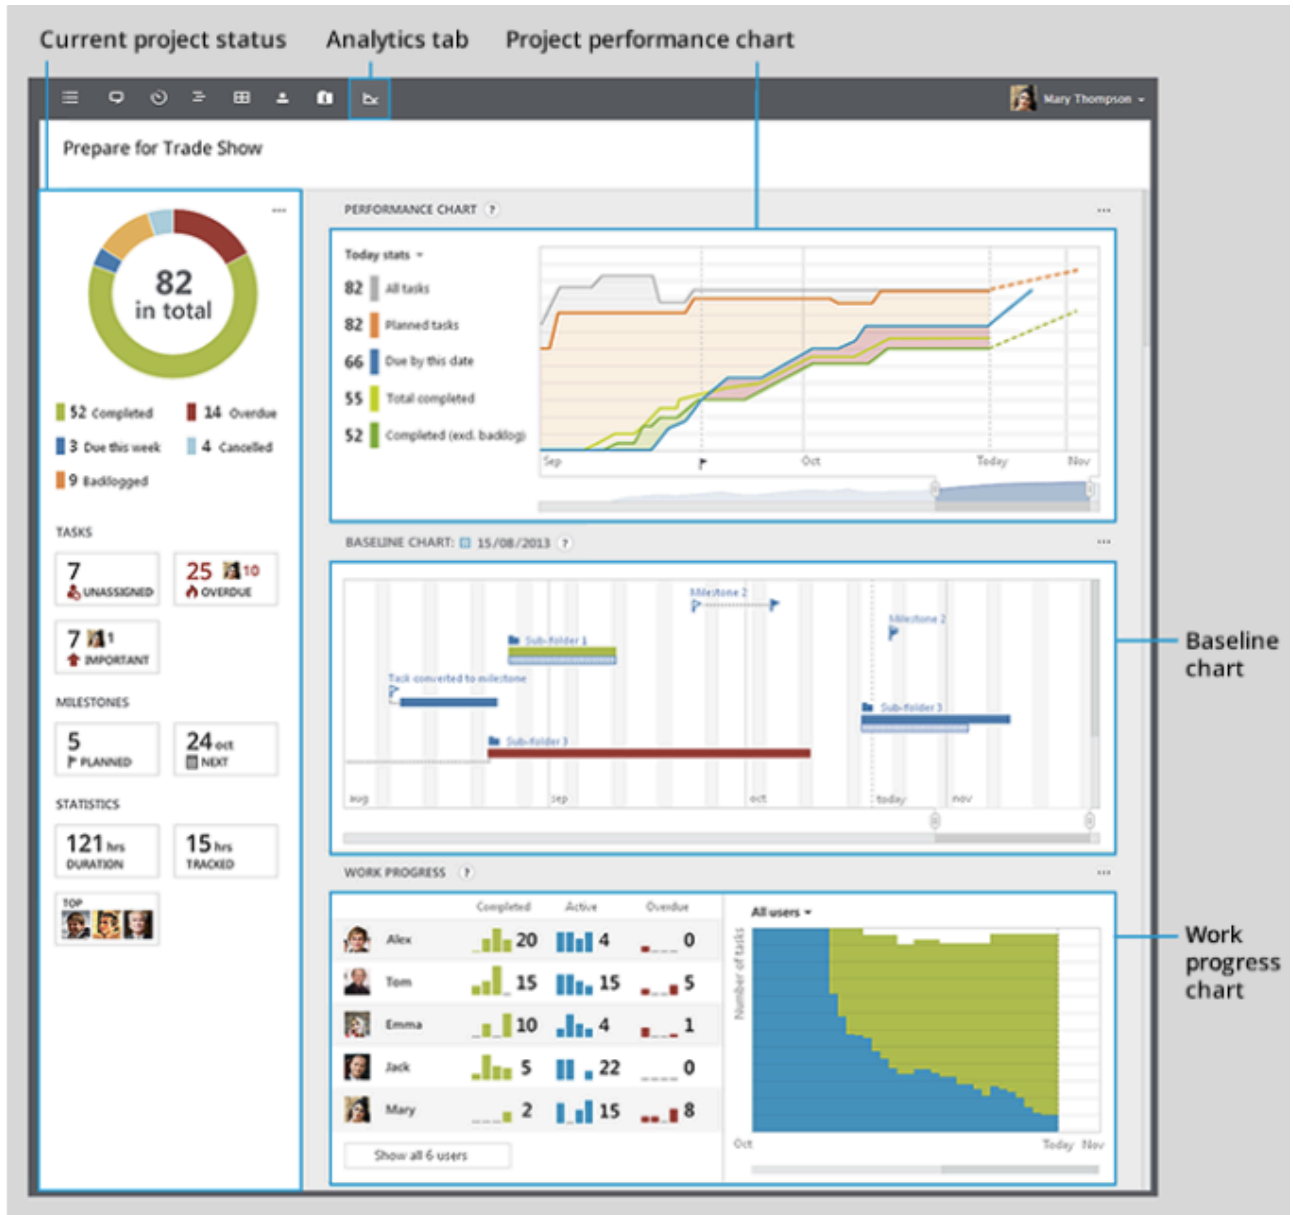 Current project status
Analytics tab
Project performance chart
Mary Thompson
Prepare for Trade Show
82
in total
52 Completed
14 Overdue
3 Due this week
4 Cancelled
9 Backlogged
TASKS
7
UNASSIGNED
25 10
OVERDUE
7 1
IMPORTANT
MILESTONES
5
PLANNED
24 oct
NEXT
STATISTICS
121 hrs
DURATION
15 hrs
TRACKED
TOP
PERFORMANCE CHART ?
Today stats
82 All tasks
82 Planned tasks
66 Due by this date
55 Total completed
52 Completed (excl. backlog)
Sep Oct Today Nov
BASELINE CHART: 15/08/2013 ?
Milestone 2
Milestone 2
Sub-folder 1
Task converted to milestone
Sub-folder 3
Sub-folder 3
aug sep oct today nov
Baseline
chart
WORK PROGRESS ?
Completed Active Overdue
Alex 20 4 0
Tom 15 15 5
Emma 10 4 1
Jack 5 22 0
Mary 2 15 8
Show all 6 users
All users
Number of tasks
Oct Today Nov
Work
progress
chart